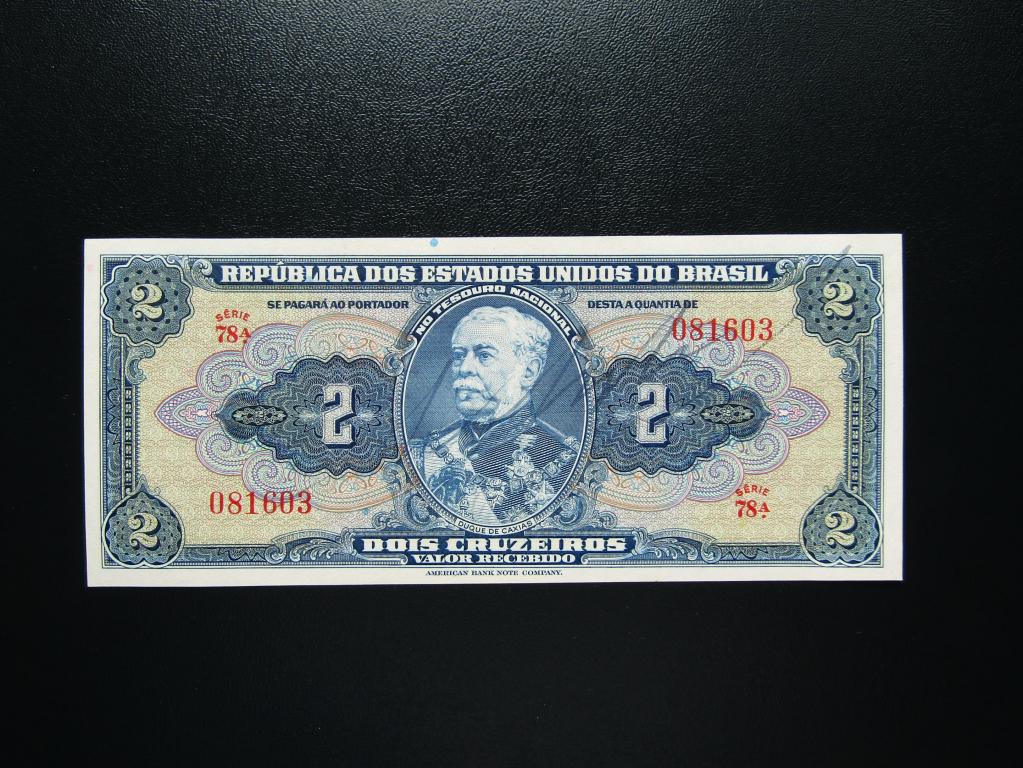 REPÚBLICA DOS ESTADOS UNIDOS DO BRASIL
2
2
SE PAGARÁ AO PORTADOR
NO TESOURO NACIONAL
DESTA A QUANTIA DE
SÉRIE
78A
081603
2
2
081603
SÉRIE
78A.
DUQUE DE CAXIAS
2
2
DOIS CRUZEIROS
VALOR RECEBIDO
AMERICAN BANK NOTE COMPANY.